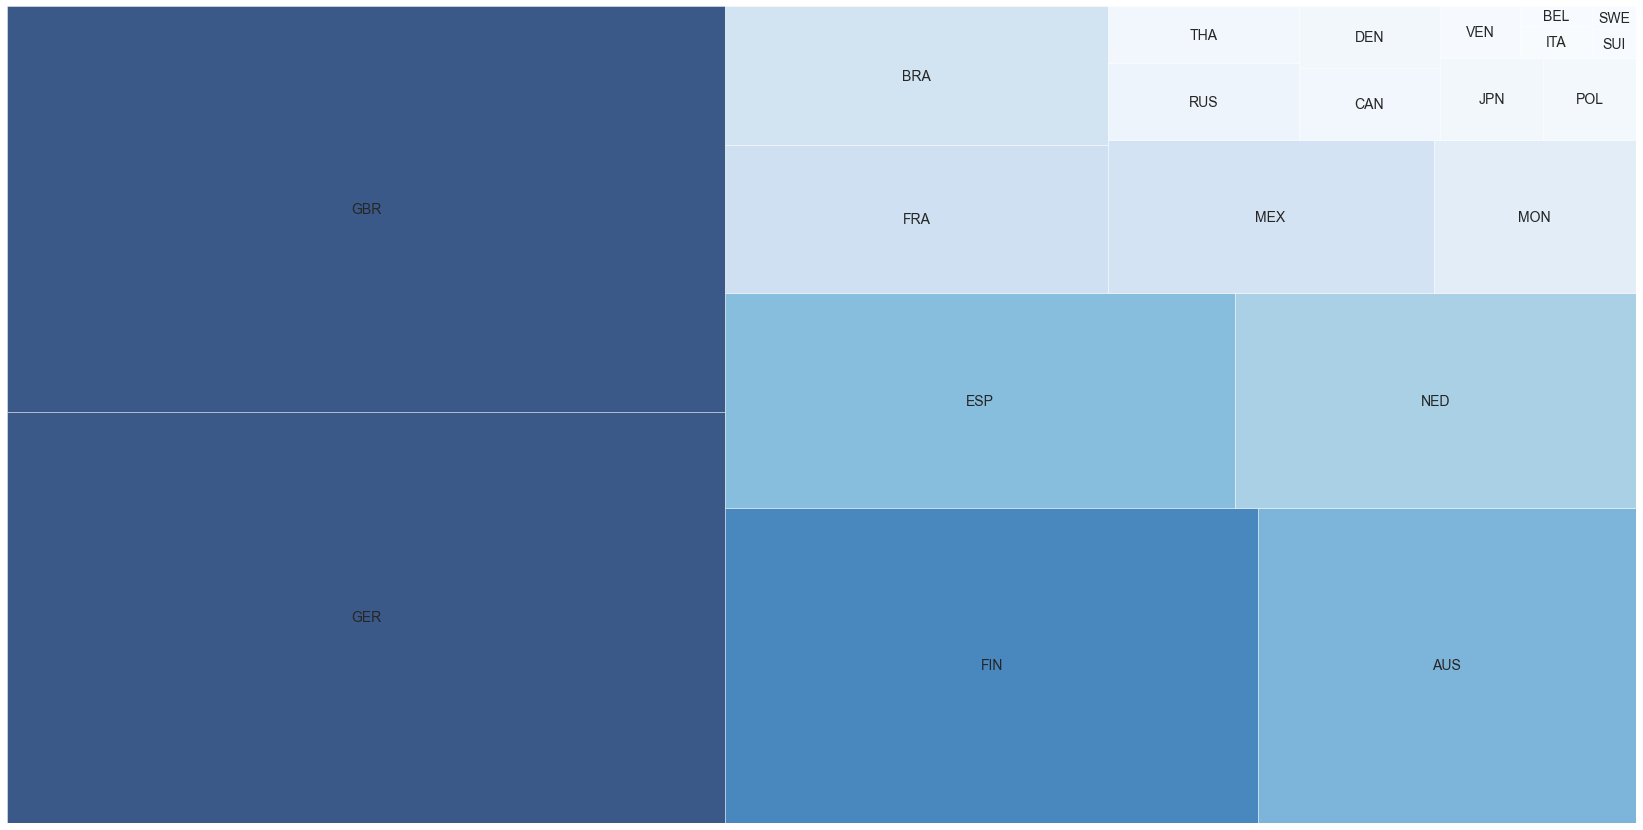 GBR
GER
BRA
FRA
THA
RUS
DEN
CAN
VEN
BEL
ITA
SWE
SUI
JPN
POL
MEX
MON
ESP
NED
FIN
AUS